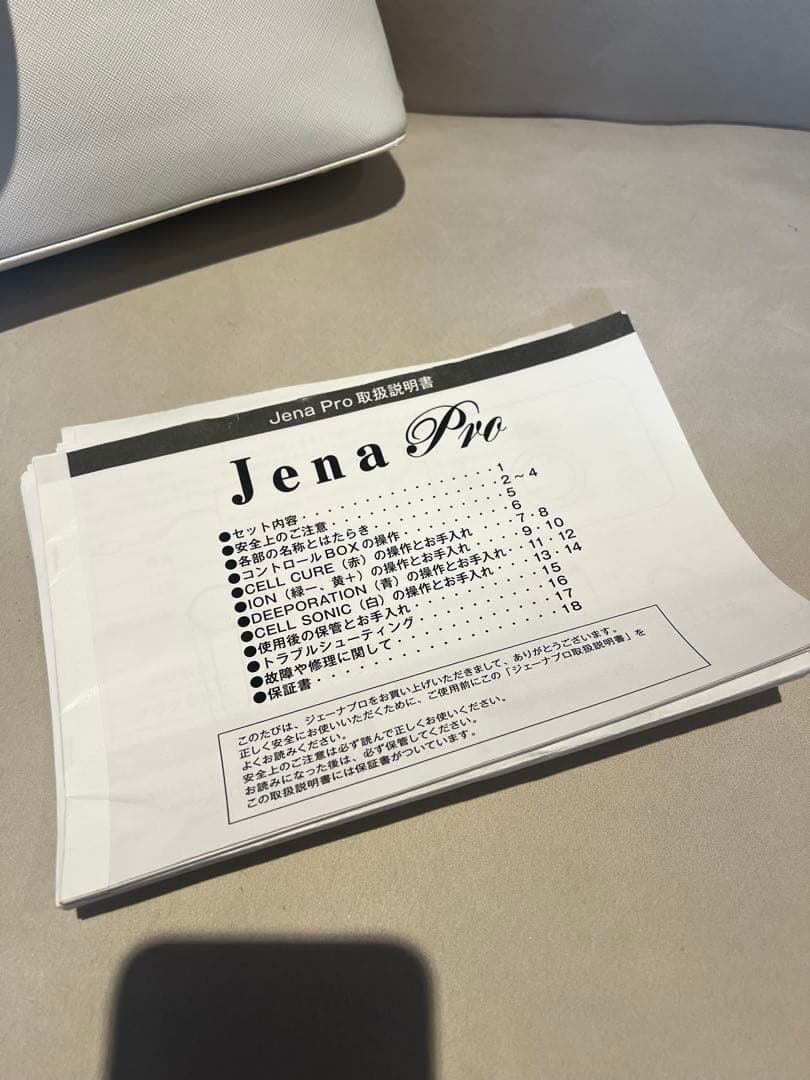 Jena Pro 取扱説明書
Jena Pro
●セット内容・・・・・・・・・・・・・・・1
●安全上のご注意・・・・・・・・・・・・・2～4
●各部の名称とはたらき・・・・・・・・・・5
●コントロールBOXの操作・・・・・・・・・6
●CELL CURE（赤）の操作とお手入れ・・・・7・8
●ION（緑－、黄＋）の操作とお手入れ・・・・9・10
●DEEPORATION（青）の操作とお手入れ・・11・12
●CELL SONIC（白）の操作とお手入れ・・・13・14
●使用後の保管とお手入れ・・・・・・・・・15
●トラブルシューティング・・・・・・・・・16
●故障や修理に関して・・・・・・・・・・・17
●保証書・・・・・・・・・・・・・・・・・18
このたびは、ジェーナプロをお買い上げいただきまして、ありがとうございます。
正しく安全にお使いいただくために、ご使用前にこの「ジェーナプロ取扱説明書」を
よくお読みください。
安全上のご注意は必ず読んで正しくお使いください。
お読みになった後は、必ず保管してください。
この取扱説明書には保証書がついています。